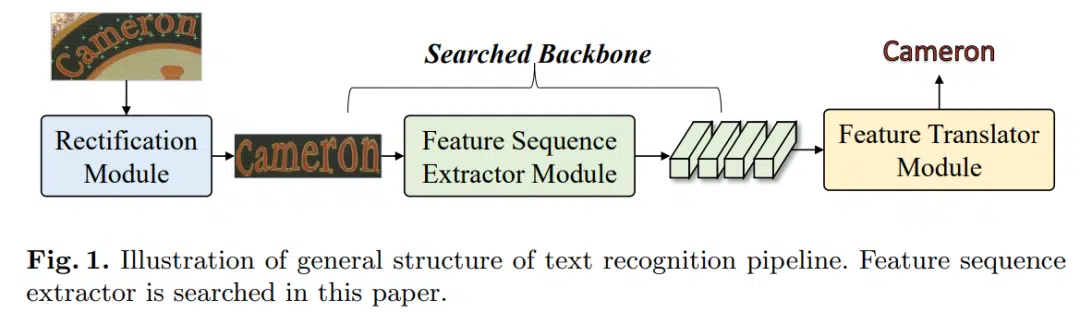 Cameron
Searched Backbone
Cameron
Rectification
Module
Cameron
Feature Sequence
Extractor Module
Feature Translator
Module
Fig. 1. Illustration of general structure of text recognition pipeline. Feature sequence
extractor is searched in this paper.